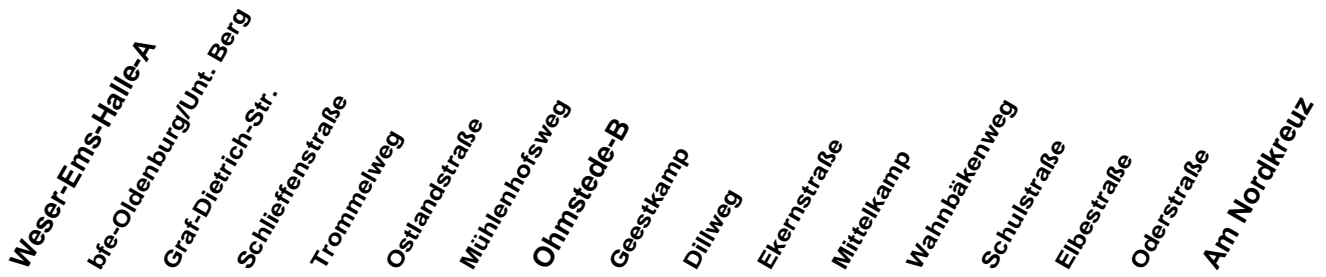 Weser-Ems-Halle-A
bfe-Oldenburg/Unt. Berg
Graf-Dietrich-Str.
Schlieffenstraße
Trommelweg
Ostlandstraße
Mühlenhofsweg
Ohmstede-B
Geestkamp
Dillweg
Ekernstraße
Mittelkamp
Wahnbäkenweg
Schulstraße
Elbestraße
Oderstraße
Am Nordkreuz